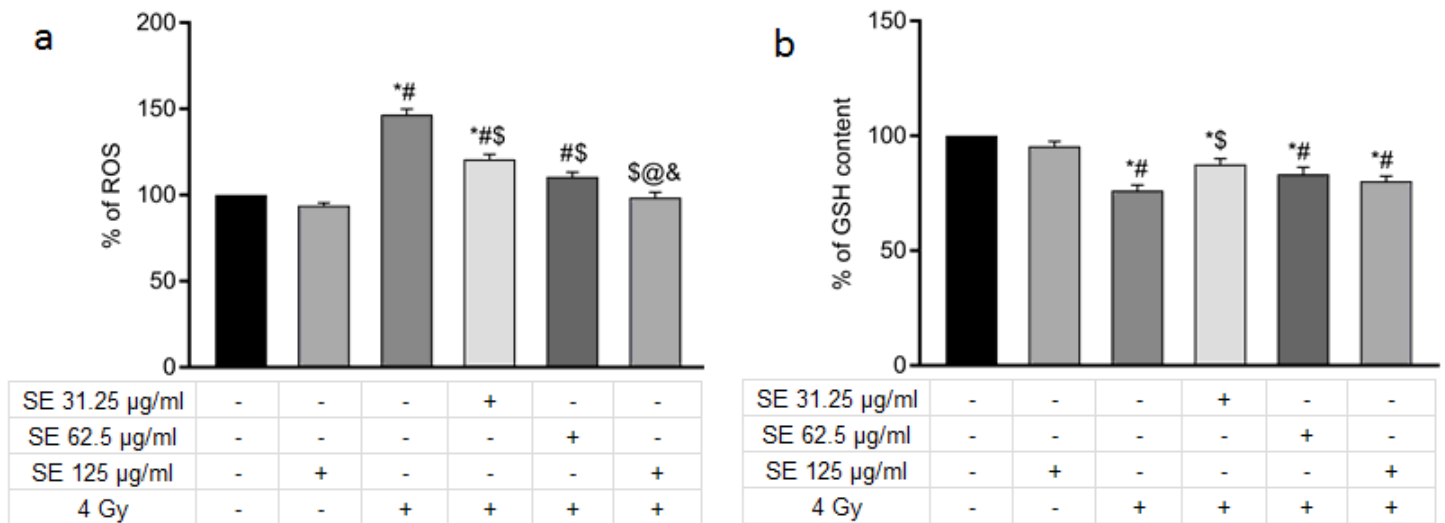 a
% of ROS
200
150
100
50
0
*#
*#$
#$
$@&
SE 31.25 µg/ml - - - + - -
SE 62.5 µg/ml - - - - + -
SE 125 µg/ml - + - - - +
4 Gy - - + + + +
b
% of GSH content
150
100
50
0
*#
*$
*#
*#
SE 31.25 µg/ml - - - + - -
SE 62.5 µg/ml - - - - + -
SE 125 µg/ml - + - - - +
4 Gy - - + + + +